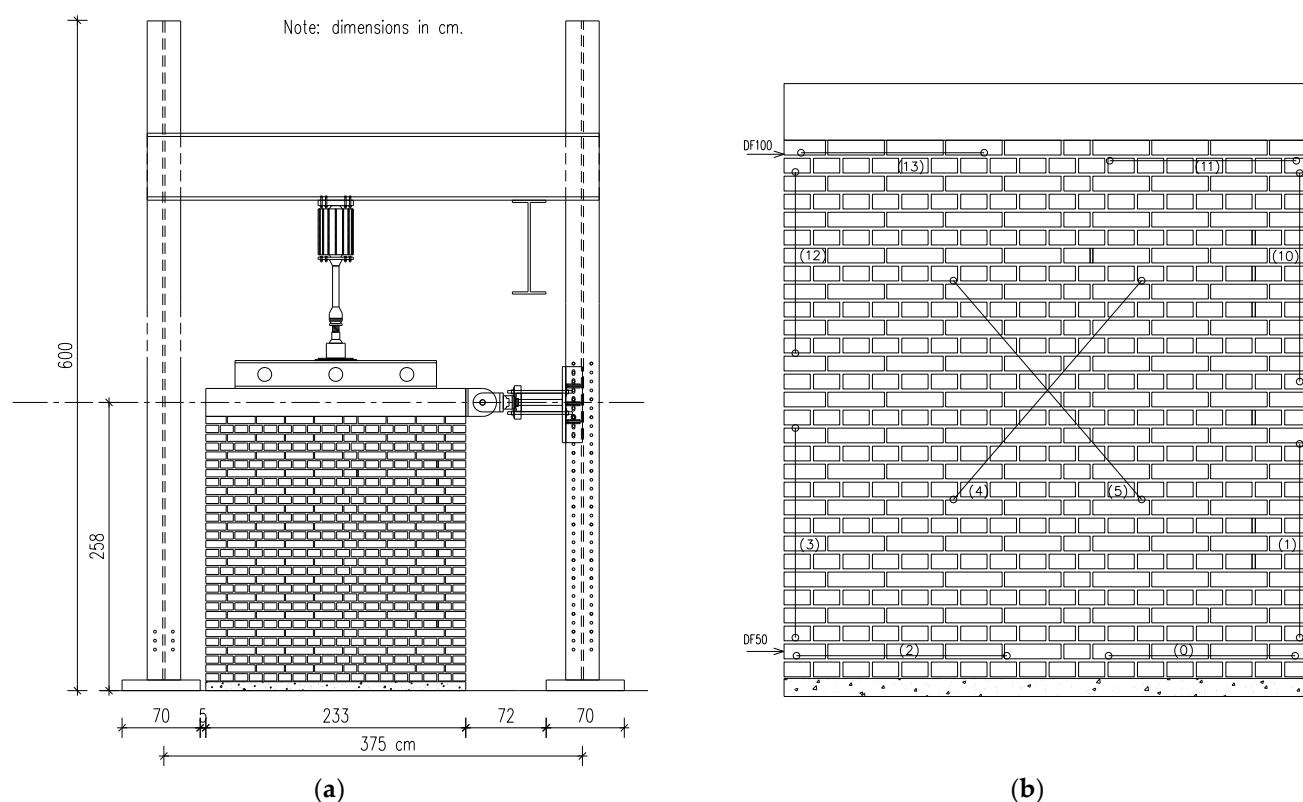 Note: dimensions in cm.
600
258
70
5
233
72
70
375 cm
(a)
DF100
(13)
(11)
(12)
(10)
(4)
(5)
(3)
(1)
DF50
(2)
(0)
(b)